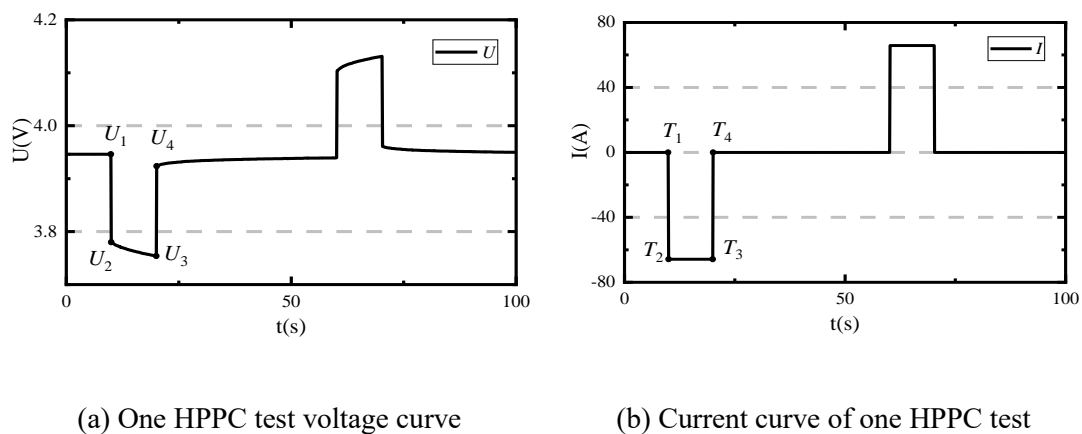 4.2
4.0
3.8
U(V)
U
U1
U4
U2
U3
0
50
100
t(s)
80
40
0
-40
-80
I(A)
I
T1
T4
T2
T3
0
50
100
t(s)
(a) One HPPC test voltage curve
(b) Current curve of one HPPC test